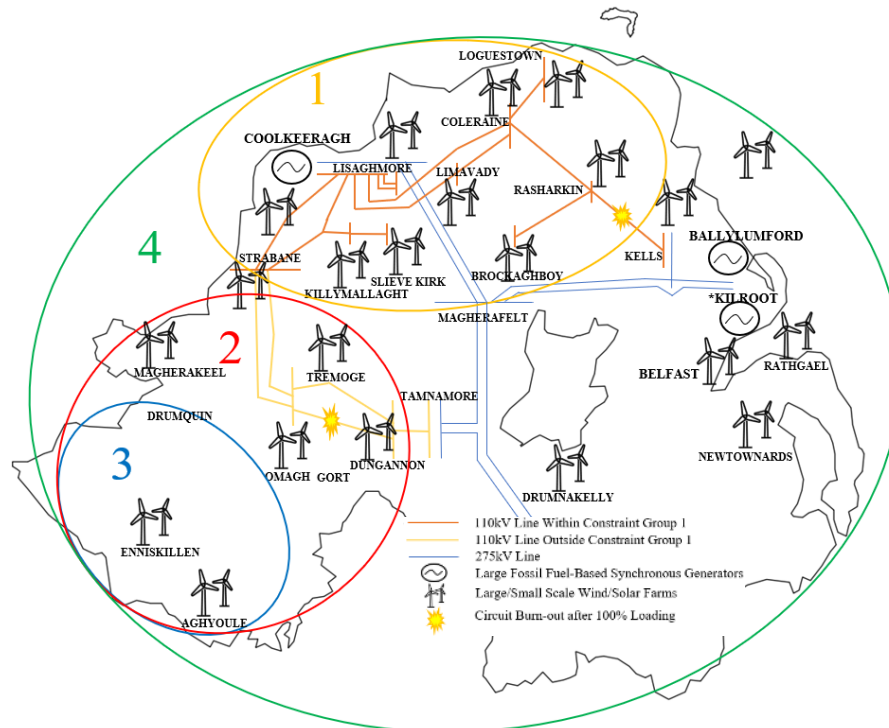 LOGUESTOWN
1
COLERAINE
COOLKEERAGH
LISAGHMORE
LIMAVADY
RASHARKIN
4
STRABANE
KELLS
BALLYLUMFORD
SLIEVE KIRK
BROCKAGHBOY
KILLYMALLAGHT
*KILROOT
MAGHERAFELT
2
MAGHERAKEEL
TREMOGE
BELFAST
RATHGAEL
TAMNAMORE
DRUMQUIN
3
OMAGH
GORT
DUNGANNON
NEWTOWNARDS
DRUMNAKELLY
ENNISKILLEN
AGHYOULE
110kV Line Within Constraint Group 1
110kV Line Outside Constraint Group 1
275kV Line
Large Fossil Fuel-Based Synchronous Generators
Large/Small Scale Wind/Solar Farms
Circuit Burn-out after 100% Loading